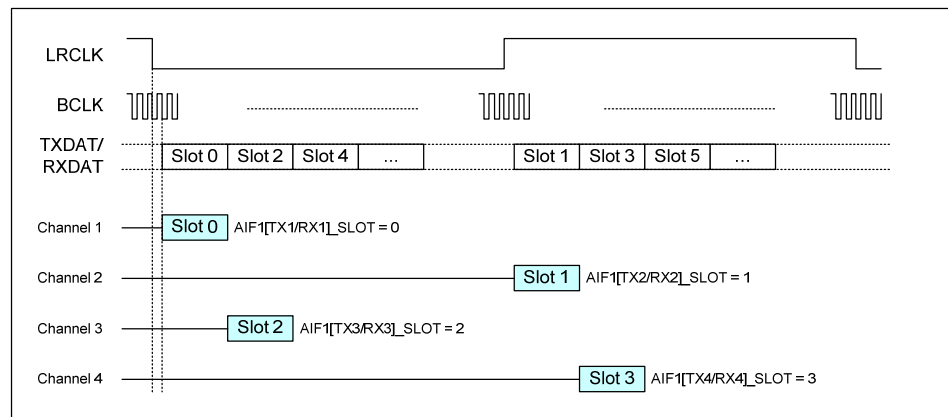 LRCLK
BCLK
TXDAT/
RXDAT
Slot 0 Slot 2 Slot 4 ... Slot 1 Slot 3 Slot 5 ...
Channel 1 Slot 0 AIF1[TX1/RX1]_SLOT = 0
Channel 2 Slot 1 AIF1[TX2/RX2]_SLOT = 1
Channel 3 Slot 2 AIF1[TX3/RX3]_SLOT = 2
Channel 4 Slot 3 AIF1[TX4/RX4]_SLOT = 3